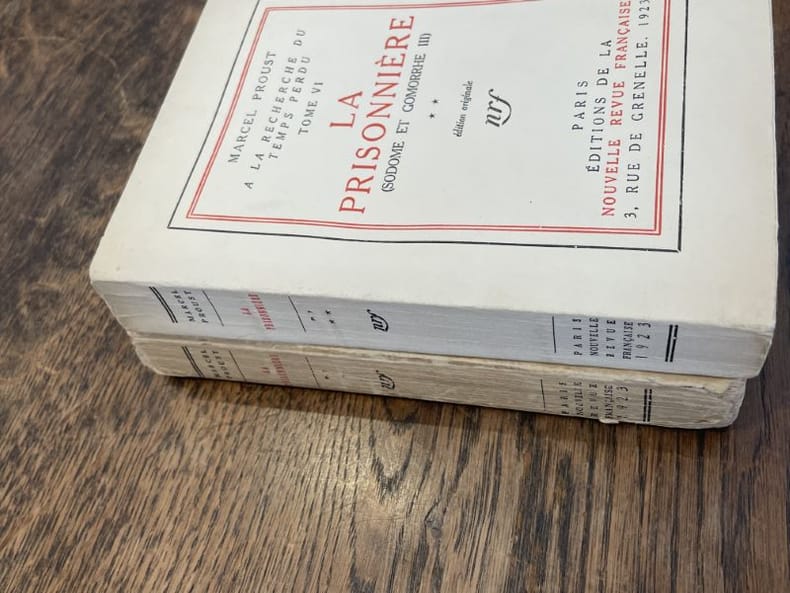 MARCEL PROUST
A LA RECHERCHE DU
TEMPS PERDU
TOME VI
LA
PRISONNIÈRE
(SODOME ET GOMORRHE III)
* *
édition originale
nrf
PARIS
ÉDITIONS DE LA
NOUVELLE REVUE FRANÇAISE
3, RUE DE GRENELLE. 1923
MARCEL
PROUST
LA
PRISONNIÈRE
* *
nrf
PARIS
NOUVELLE
REVUE
FRANÇAISE
1923
MARCEL
PROUST
LA
PRISONNIÈRE
nrf
PARIS
NOUVELLE
REVUE
FRANÇAISE
1923